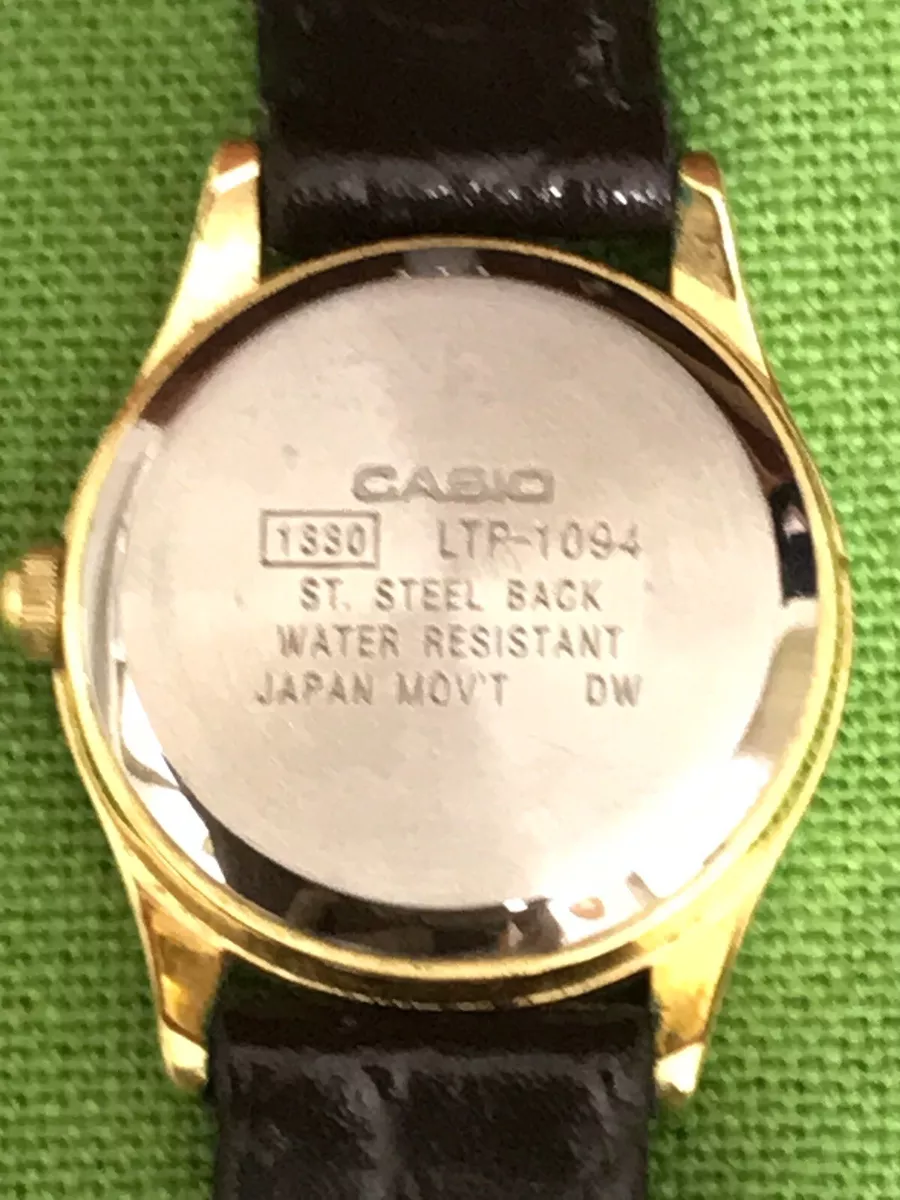 CASIO
1330 LTP-1094
ST. STEEL BACK
WATER RESISTANT
JAPAN MOV'T DW